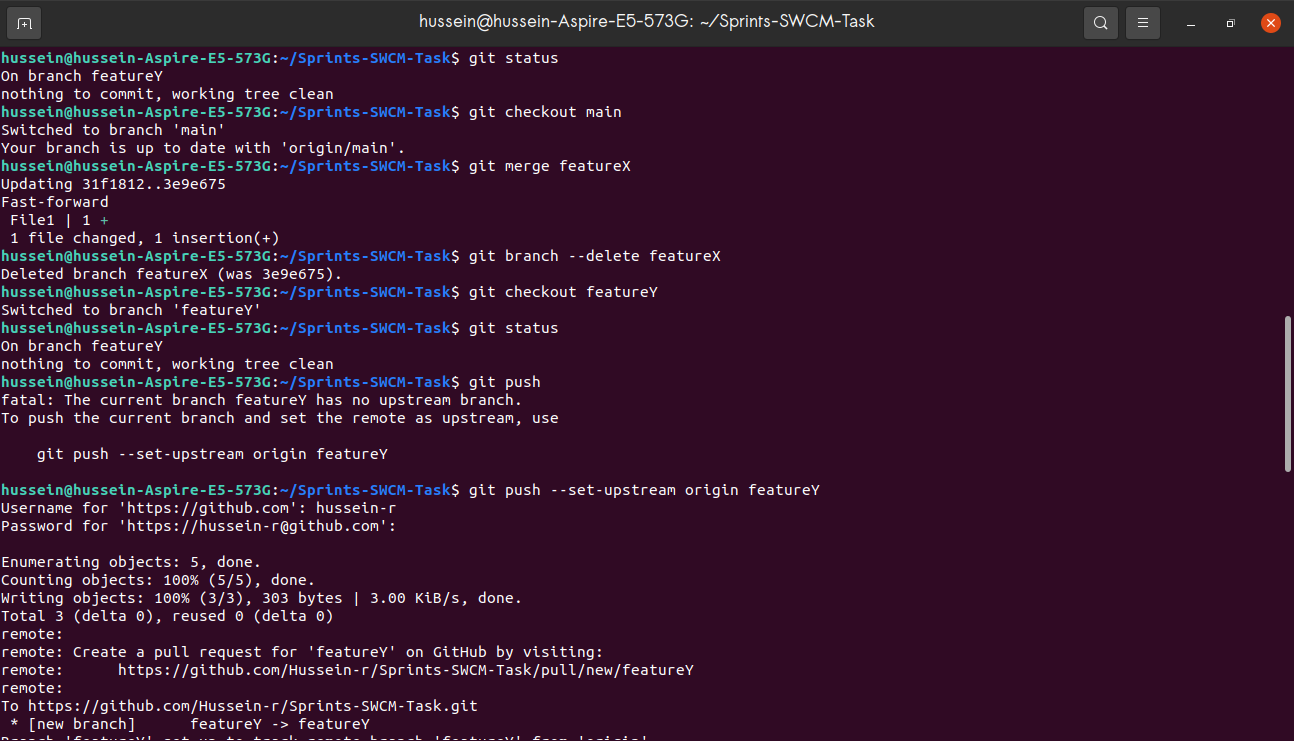 hussein@hussein-Aspire-E5-573G: ~/Sprints-SWCM-Task
hussein@hussein-Aspire-E5-573G:~/Sprints-SWCM-Task$ git status
On branch featureY
nothing to commit, working tree clean
hussein@hussein-Aspire-E5-573G:~/Sprints-SWCM-Task$ git checkout main
Switched to branch 'main'
Your branch is up to date with 'origin/main'.
hussein@hussein-Aspire-E5-573G:~/Sprints-SWCM-Task$ git merge featureX
Updating 31f1812..3e9e675
Fast-forward
 File1 | 1 +
 1 file changed, 1 insertion(+)
hussein@hussein-Aspire-E5-573G:~/Sprints-SWCM-Task$ git branch --delete featureX
Deleted branch featureX (was 3e9e675).
hussein@hussein-Aspire-E5-573G:~/Sprints-SWCM-Task$ git checkout featureY
Switched to branch 'featureY'
hussein@hussein-Aspire-E5-573G:~/Sprints-SWCM-Task$ git status
On branch featureY
nothing to commit, working tree clean
hussein@hussein-Aspire-E5-573G:~/Sprints-SWCM-Task$ git push
fatal: The current branch featureY has no upstream branch.
To push the current branch and set the remote as upstream, use
    git push --set-upstream origin featureY
hussein@hussein-Aspire-E5-573G:~/Sprints-SWCM-Task$ git push --set-upstream origin featureY
Username for 'https://github.com': hussein-r
Password for 'https://hussein-r@github.com':
Enumerating objects: 5, done.
Counting objects: 100% (5/5), done.
Writing objects: 100% (3/3), 303 bytes | 3.00 KiB/s, done.
Total 3 (delta 0), reused 0 (delta 0)
remote:
remote: Create a pull request for 'featureY' on GitHub by visiting:
remote:      https://github.com/Hussein-r/Sprints-SWCM-Task/pull/new/featureY
remote:
To https://github.com/Hussein-r/Sprints-SWCM-Task.git
 * [new branch]      featureY -> featureY
Branch 'featureY' set up to track remote branch 'featureY' from 'origin'.